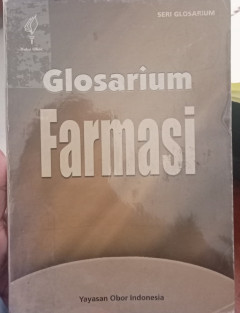 SERI GLOSARIUM
Glosarium
Farmasi
Yayasan Obor Indonesia